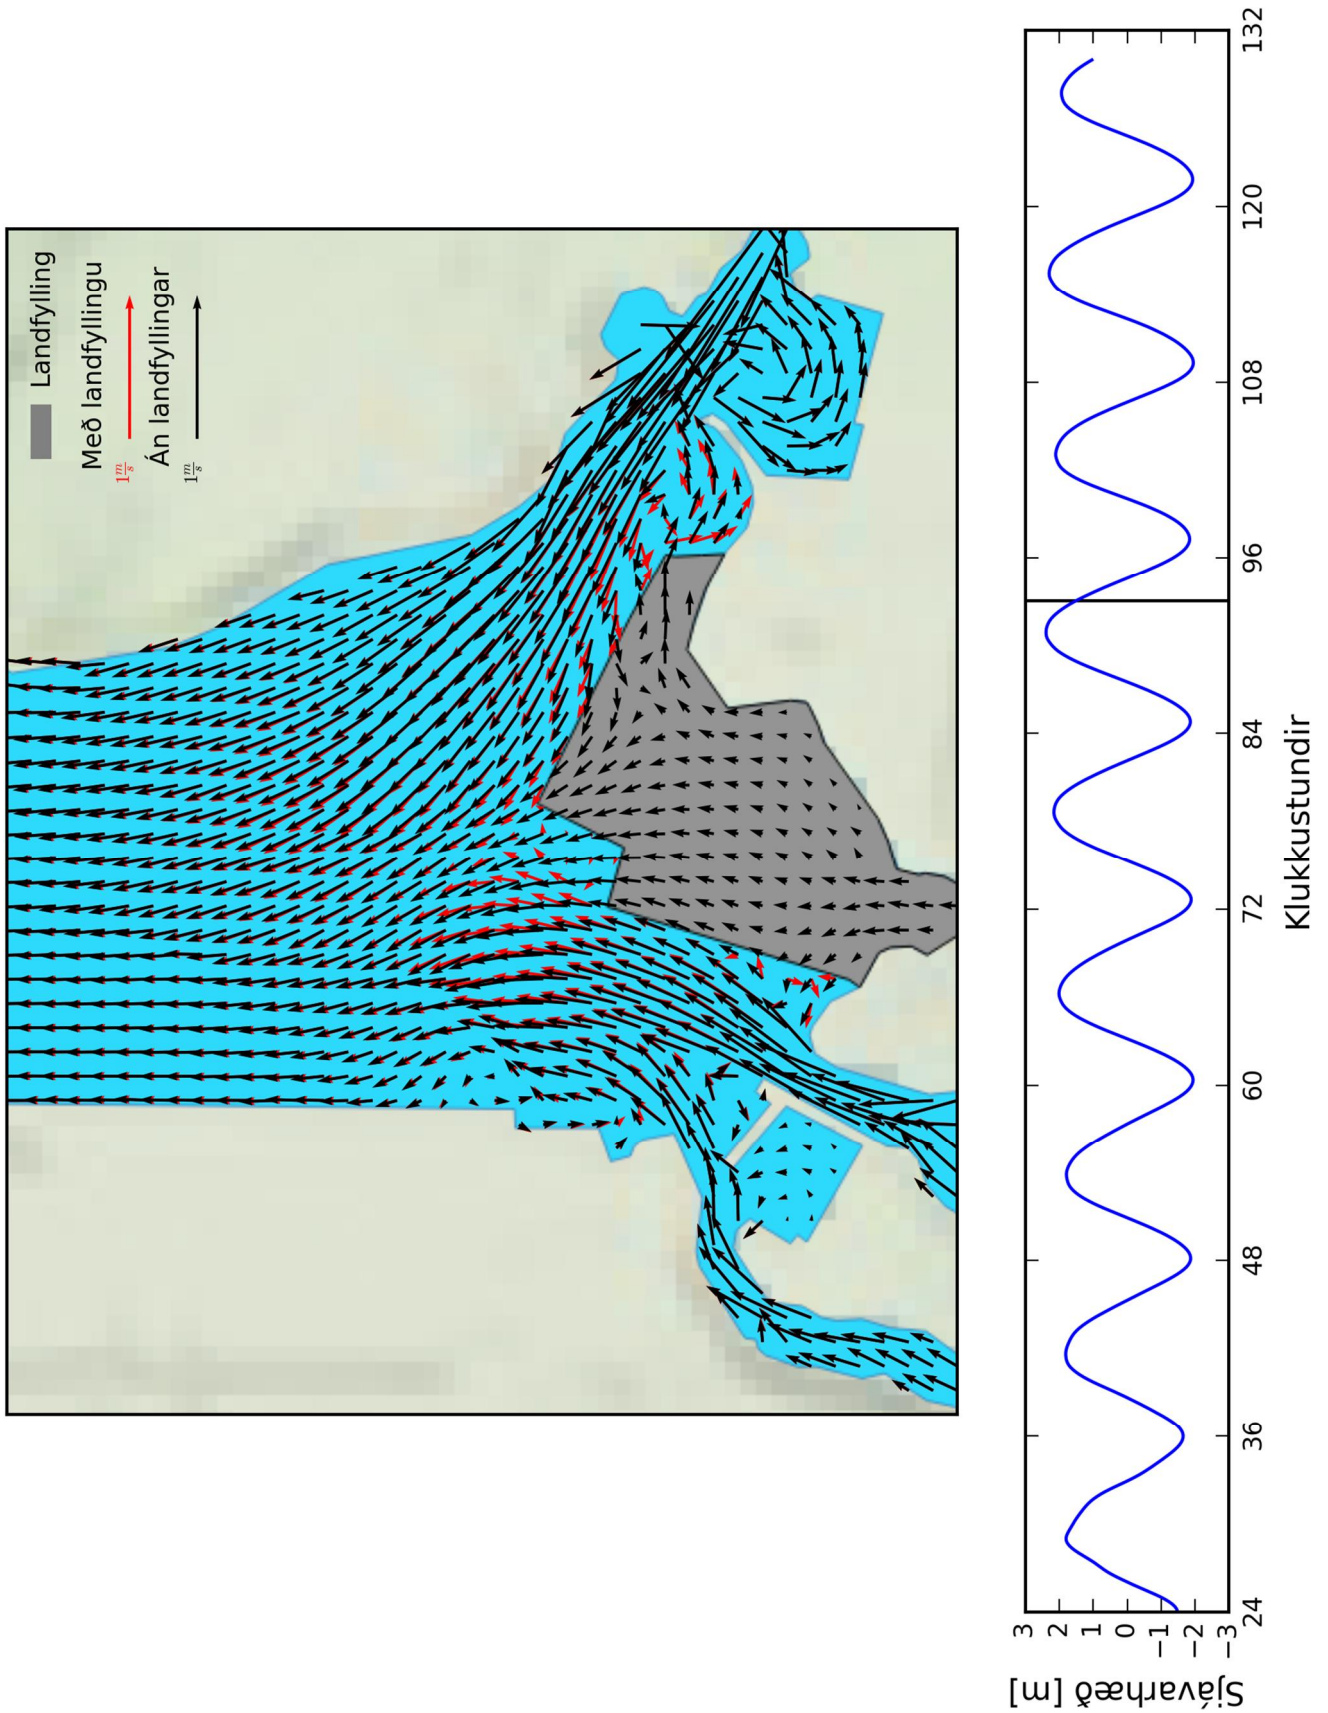 Landfylling
Með landfyllingu
1 m/s
Án landfyllingar
1 m/s
3
2
1
0
−1
−2
−3
Sjávarhæð [m]
24
36
48
60
72
84
96
108
120
132
Klukkustundir